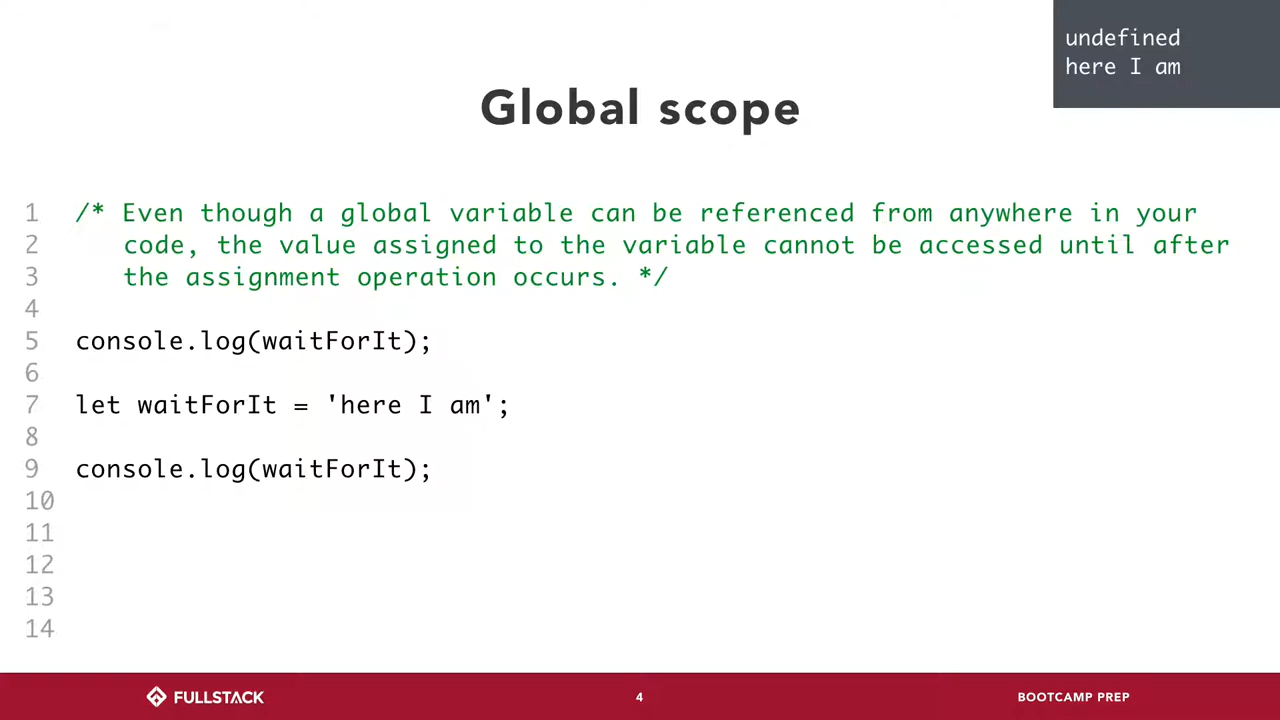 undefined
here I am
Global scope
1 /* Even though a global variable can be referenced from anywhere in your
2 code, the value assigned to the variable cannot be accessed until after
3 the assignment operation occurs. */
4
5 console.log(waitForIt);
6
7 let waitForIt = 'here I am';
8
9 console.log(waitForIt);
10
11
12
13
14
FULLSTACK
4
BOOTCAMP PREP